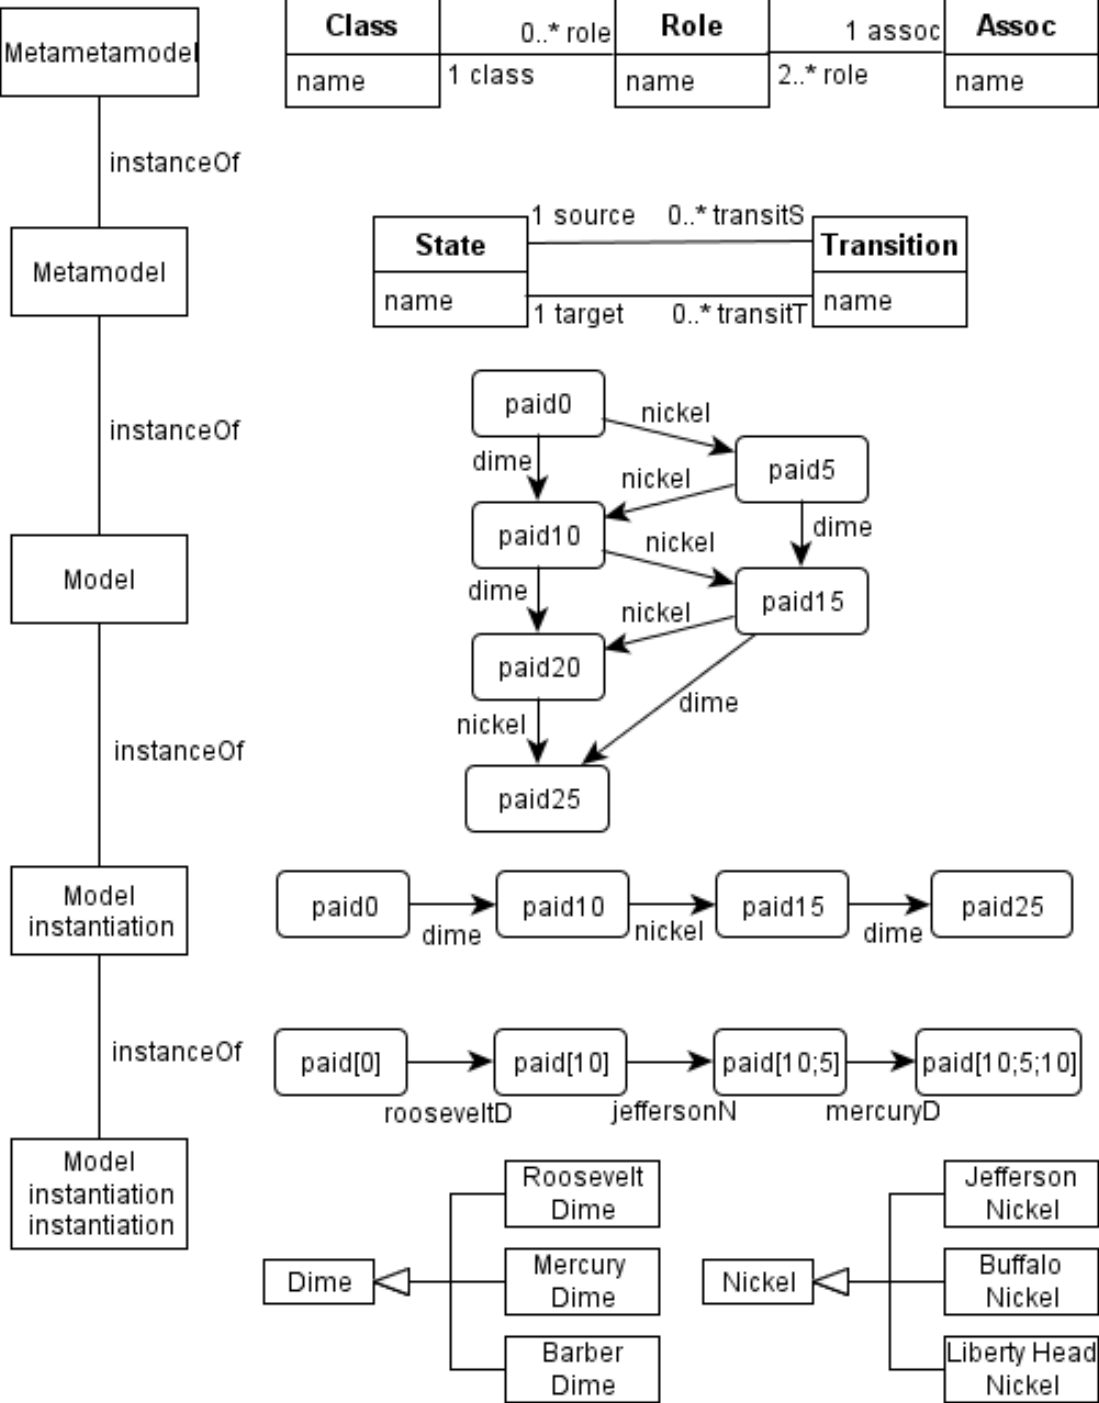 Metametamodel
Class
0..* role
Role
1 assoc
Assoc
name
1 class
name
2..* role
name
instanceOf
Metamodel
1 source
0..* transitS
State
Transition
name
name
1 target
0..* transitT
instanceOf
paid0
nickel
dime
paid5
nickel
paid10
dime
nickel
Model
dime
paid15
nickel
paid20
dime
nickel
instanceOf
paid25
Model
instantiation
paid0
dime
paid10
nickel
paid15
dime
paid25
instanceOf
paid[0]
rooseveltD
paid[10]
jeffersonN
paid[10;5]
mercuryD
paid[10;5;10]
Model
instantiation
instantiation
Roosevelt
Dime
Jefferson
Nickel
Dime
Mercury
Dime
Nickel
Buffalo
Nickel
Barber
Dime
Liberty Head
Nickel